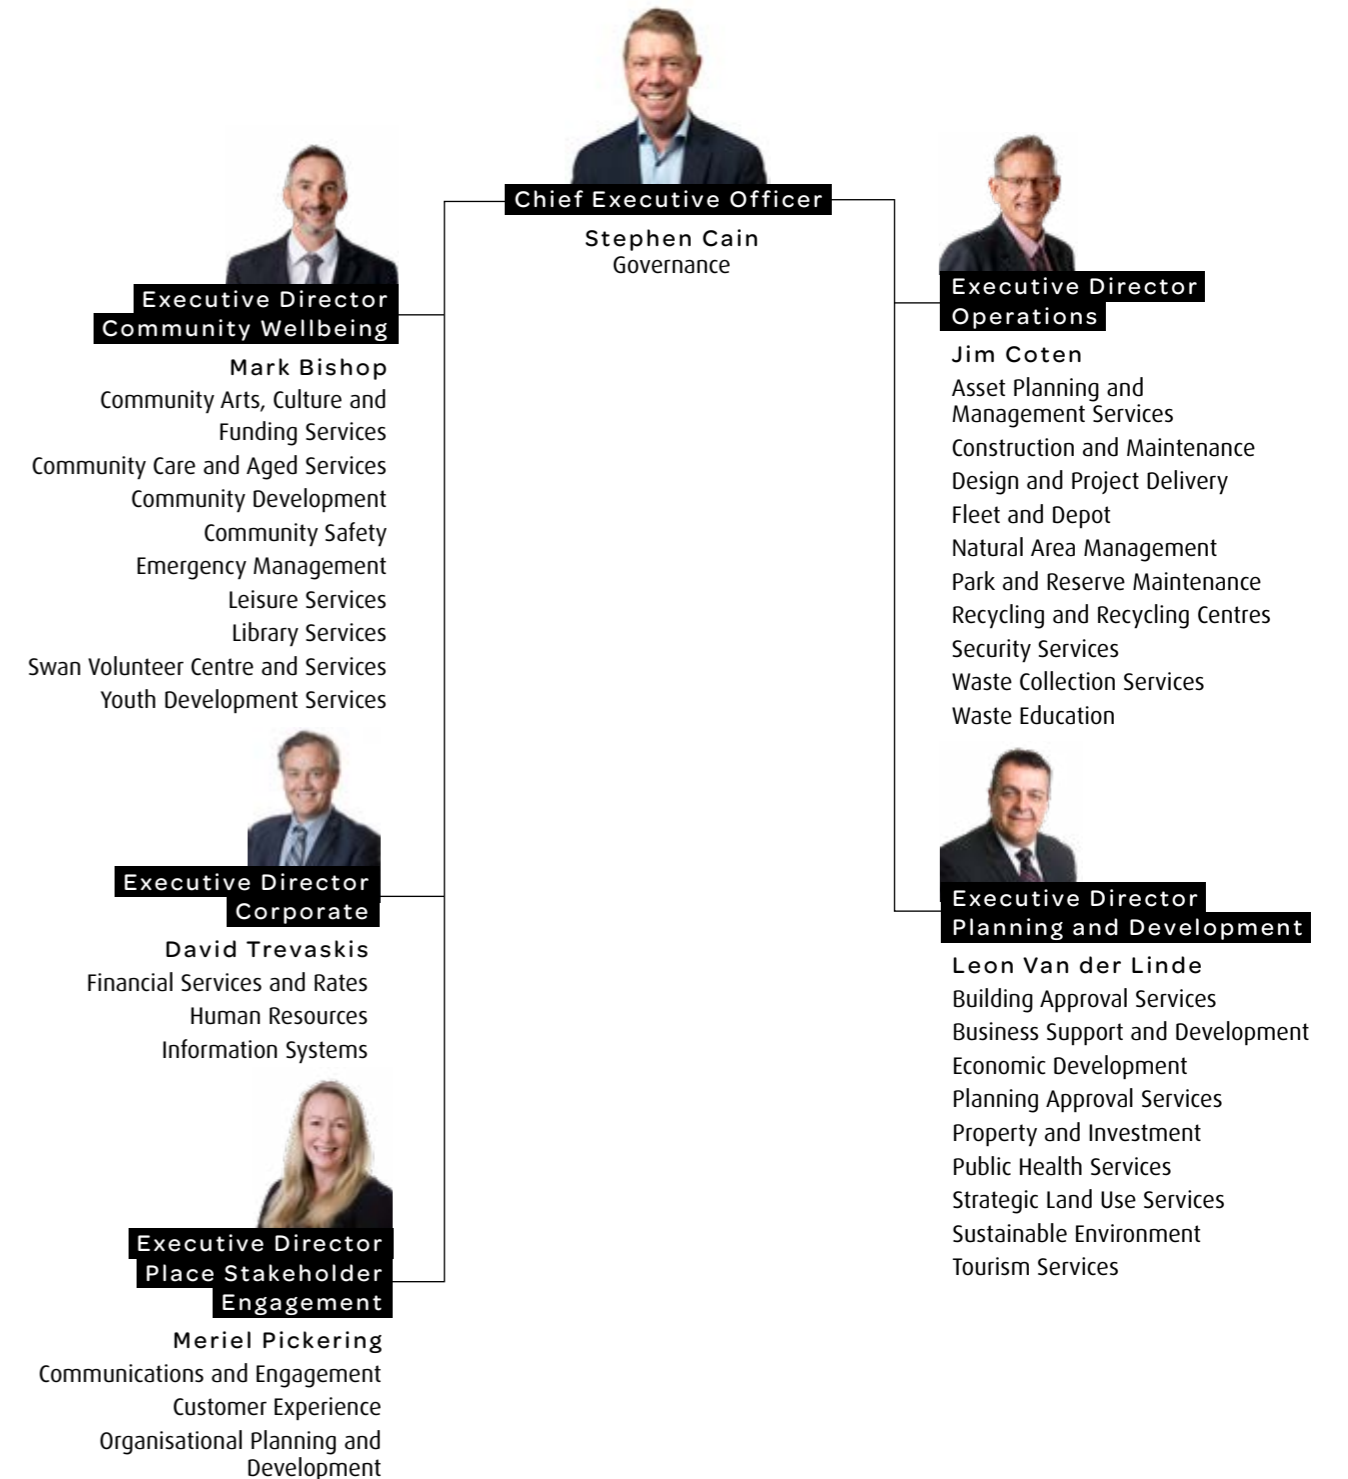 Chief Executive Officer
Stephen Cain
Governance
Executive Director
Community Wellbeing
Mark Bishop
Community Arts, Culture and
Funding Services
Community Care and Aged Services
Community Development
Community Safety
Emergency Management
Leisure Services
Library Services
Swan Volunteer Centre and Services
Youth Development Services
Executive Director
Corporate
David Trevaskis
Financial Services and Rates
Human Resources
Information Systems
Executive Director
Place Stakeholder
Engagement
Meriel Pickering
Communications and Engagement
Customer Experience
Organisational Planning and
Development
Executive Director
Operations
Jim Coten
Asset Planning and
Management Services
Construction and Maintenance
Design and Project Delivery
Fleet and Depot
Natural Area Management
Park and Reserve Maintenance
Recycling and Recycling Centres
Security Services
Waste Collection Services
Waste Education
Executive Director
Planning and Development
Leon Van der Linde
Building Approval Services
Business Support and Development
Economic Development
Planning Approval Services
Property and Investment
Public Health Services
Strategic Land Use Services
Sustainable Environment
Tourism Services